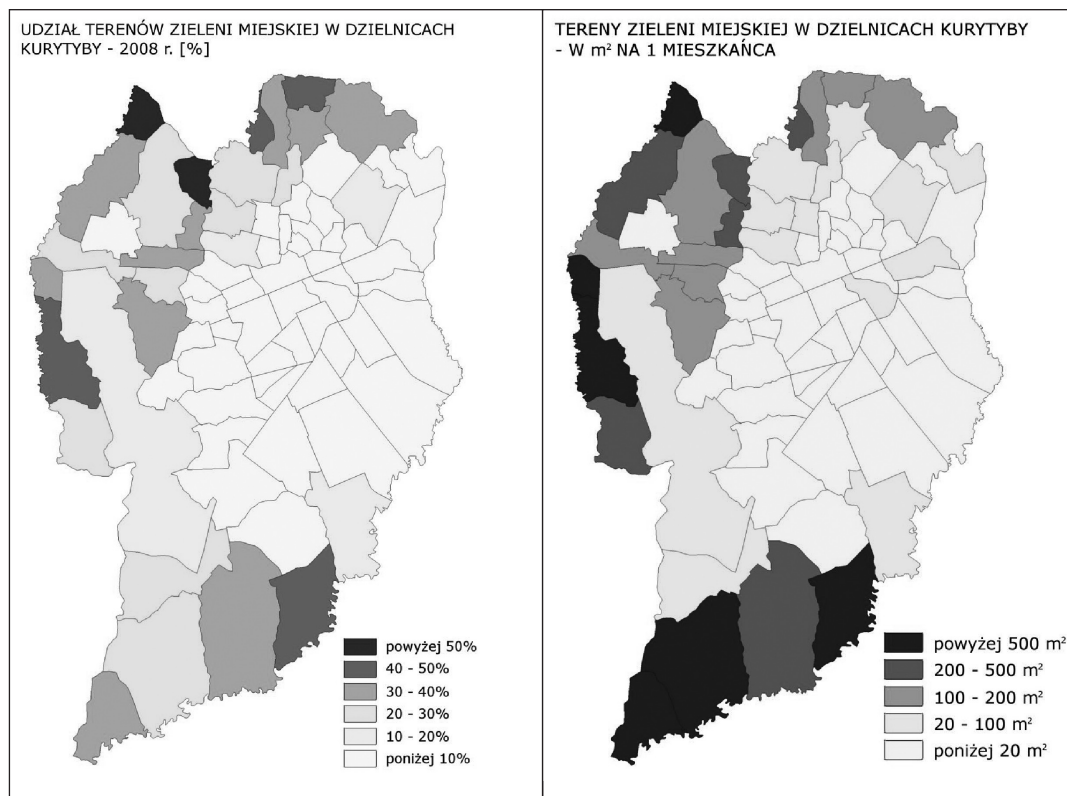 UDZIAŁ TERENÓW ZIELENI MIEJSKIEJ W DZIELNICACH
KURYTYBY - 2008 r. [%]
powyżej 50%
40 - 50%
30 - 40%
20 - 30%
10 - 20%
poniżej 10%
TERENY ZIELENI MIEJSKIEJ W DZIELNICACH KURYTYBY
- W m² NA 1 MIESZKAŃCA
powyżej 500 m²
200 - 500 m²
100 - 200 m²
20 - 100 m²
poniżej 20 m²